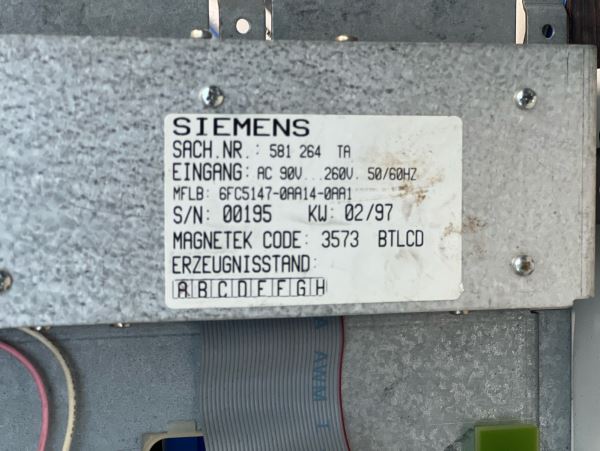 SIEMENS
SACH.NR.: 581 264 TA
EINGANG: AC 90V...260V. 50/60HZ
MFLB: 6FC5147-0AA14-0AA1
S/N: 00195 KW: 02/97
MAGNETEK CODE: 3573 BTLCD
ERZEUGNISSTAND:
A B C D E F G H
A AWM I